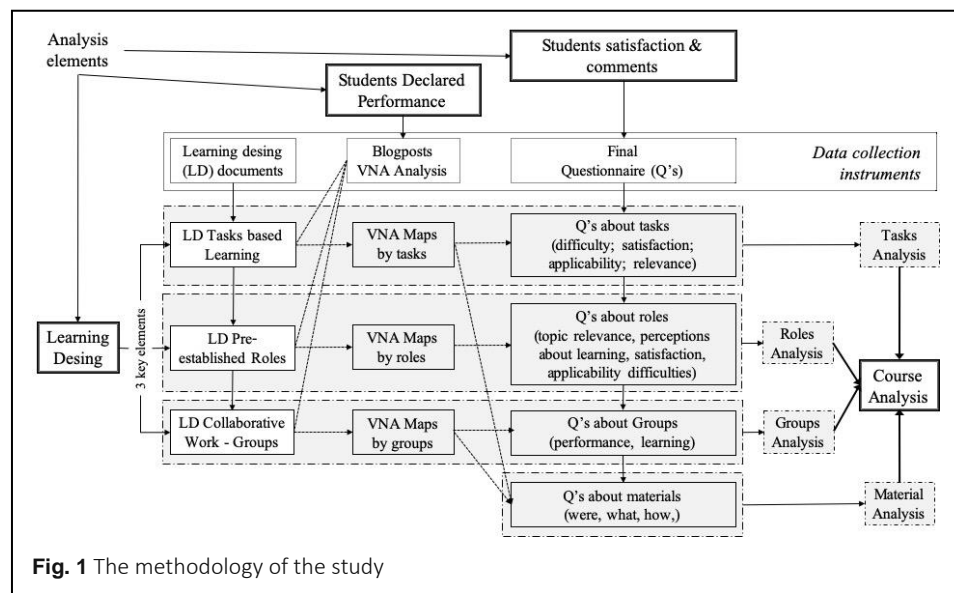 Analysis
elements
Students satisfaction &
comments
Students Declared
Performance
Learning desing
(LD) documents
Blogposts
VNA Analysis
Final
Questionnaire (Q's)
Data collection
instruments
LD Tasks based
Learning
VNA Maps
by tasks
Q's about tasks
(difficulty; satisfaction;
applicability; relevance)
Tasks
Analysis
Learning
Desing
3 key elements
LD Pre-
established Roles
VNA Maps
by roles
Q's about roles
(topic relevance, perceptions
about learning, satisfaction,
applicability difficulties)
Roles
Analysis
Course
Analysis
LD Collaborative
Work - Groups
VNA Maps
by groups
Q's about Groups
(performance, learning)
Groups
Analysis
Q's about materials
(were, what, how,)
Material
Analysis
Fig. 1 The methodology of the study